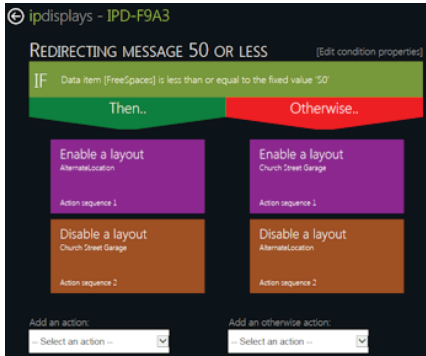 ipdisplays - IPD-F9A3
REDIRECTING MESSAGE 50 OR LESS
[Edit condition properties]
IF Data item [FreeSpaces] is less than or equal to the fixed value '50'
Then..
Otherwise..
Enable a layout
AlternateLocation
Action sequence 1
Enable a layout
Church Street Garage
Action sequence 1
Disable a layout
Church Street Garage
Action sequence 2
Disable a layout
AlternateLocation
Action sequence 2
Add an action:
-- Select an action --
Add an otherwise action:
-- Select an action --